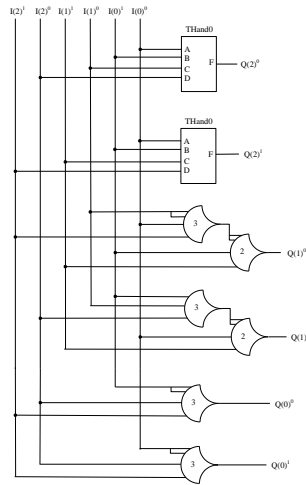 I(2)¹ I(2)⁰ I(1)¹ I(1)⁰ I(0)¹ I(0)⁰
THand0
A
B
C
D
F
Q(2)⁰
THand0
A
B
C
D
F
Q(2)¹
3
2
Q(1)⁰
3
2
Q(1)
3
Q(0)⁰
3
Q(0)¹